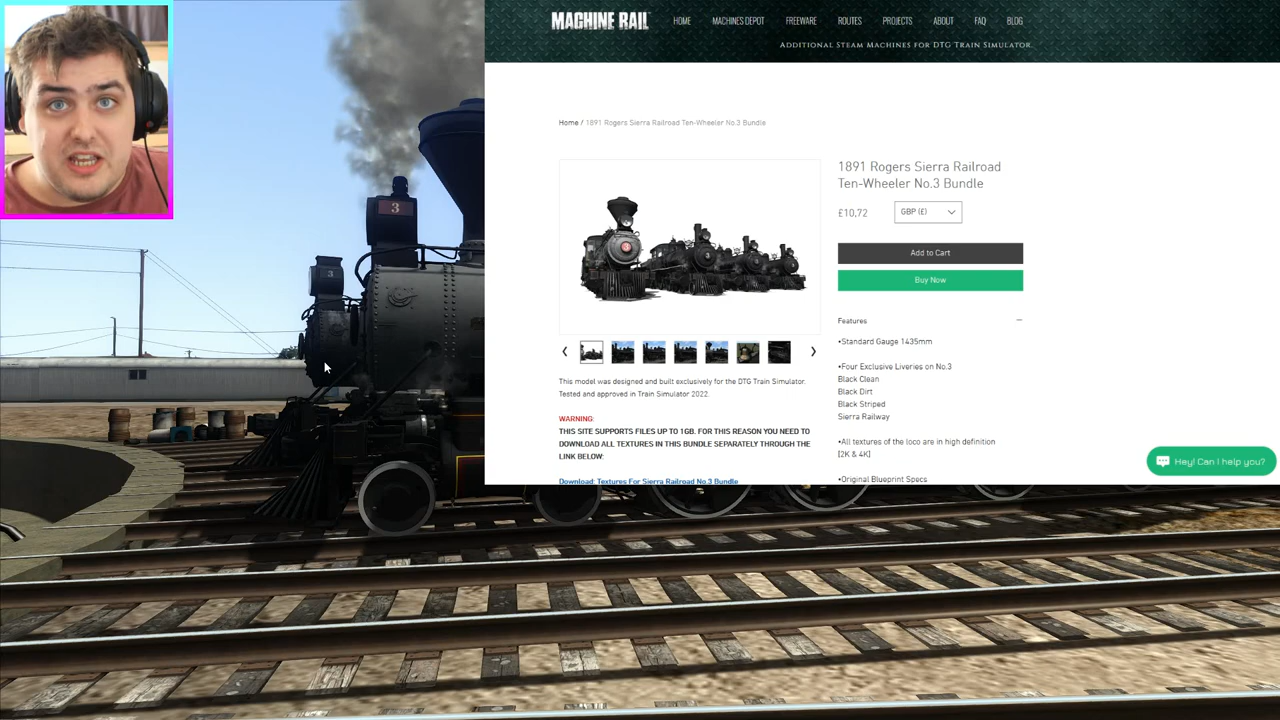 MACHINE RAIL
HOME
MACHINES DEPOT
FREEWARE
ROUTES
PROJECTS
ABOUT
FAQ
BLOG
Additional Steam Machines for DTG Train Simulator.
Home / 1891 Rogers Sierra Railroad Ten-Wheeler No.3 Bundle
1891 Rogers Sierra Railroad
Ten-Wheeler No.3 Bundle
£10,72
GBP (£)
Add to Cart
Buy Now
Features
•Standard Gauge 1435mm
•Four Exclusive Liveries on No.3
Black Clean
Black Dirt
Black Striped
Sierra Railway
•All textures of the loco are in high definition
[2K & 4K]
•Original Blueprint Specs
This model was designed and built exclusively for the DTG Train Simulator.
Tested and approved in Train Simulator 2022.
WARNING:
THIS SITE SUPPORTS FILES UP TO 1GB. FOR THIS REASON YOU NEED TO
DOWNLOAD ALL TEXTURES IN THIS BUNDLE SEPARATELY THROUGH THE
LINK BELOW:
Download: Textures For Sierra Railroad No.3 Bundle
Hey! Can I help you?
3
3
3